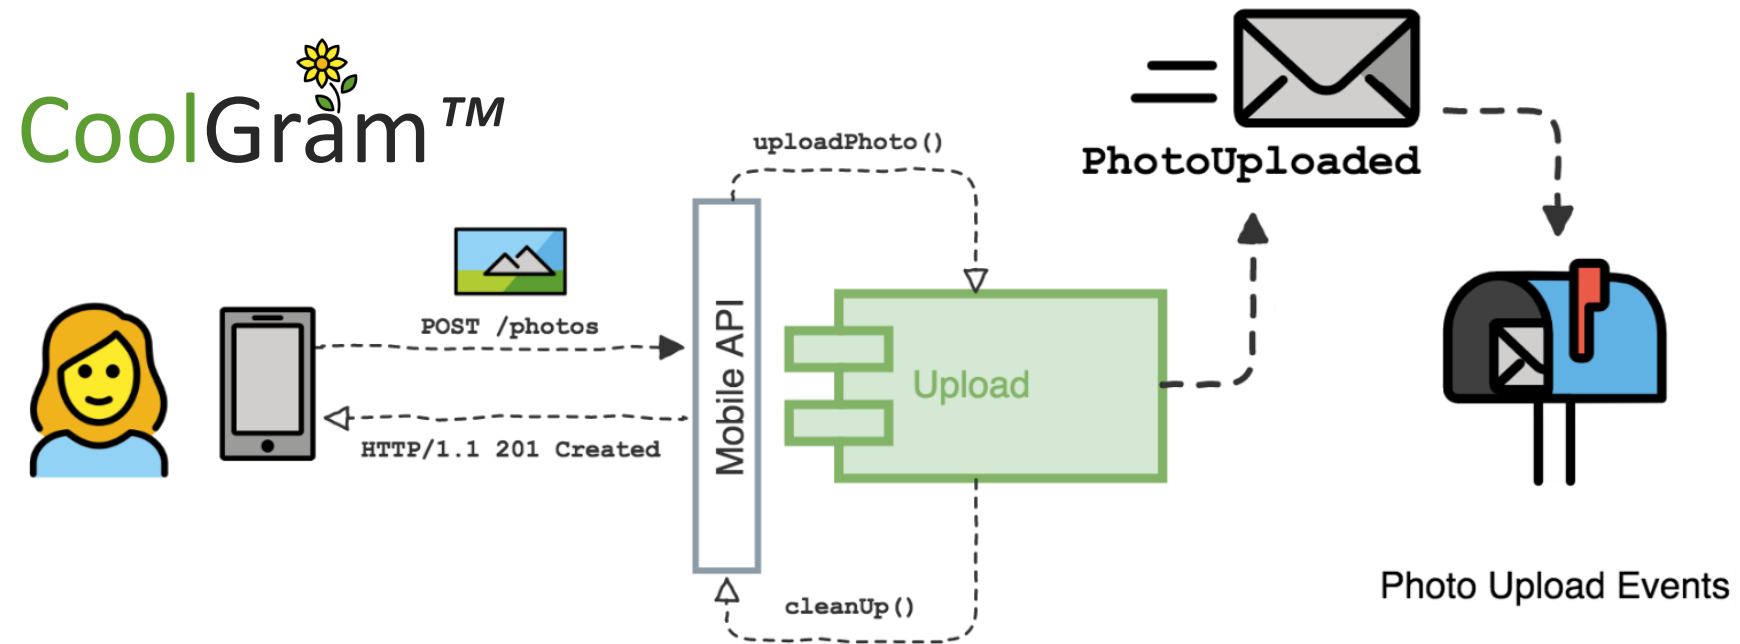 CoolGram™
uploadPhoto()
PhotoUploaded
POST /photos
Mobile API
Upload
HTTP/1.1 201 Created
cleanUp()
Photo Upload Events